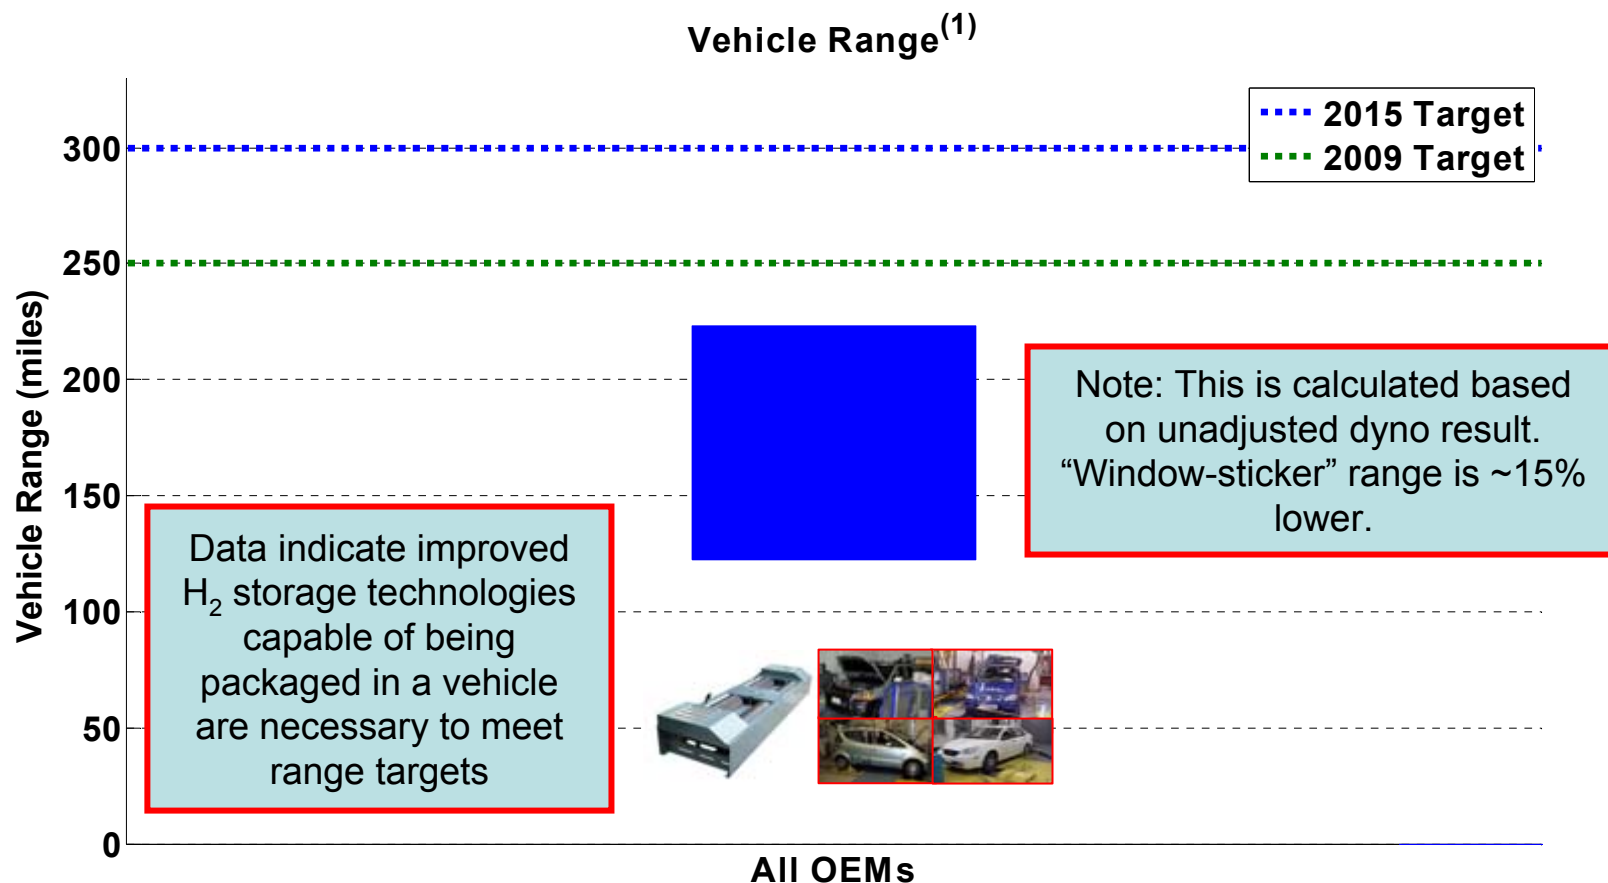 Vehicle Range(1)
2015 Target
2009 Target
Vehicle Range (miles)
300
250
200
150
100
50
0
Note: This is calculated based
on unadjusted dyno result.
“Window-sticker” range is ~15%
lower.
Data indicate improved
H2 storage technologies
capable of being
packaged in a vehicle
are necessary to meet
range targets
All OEMs